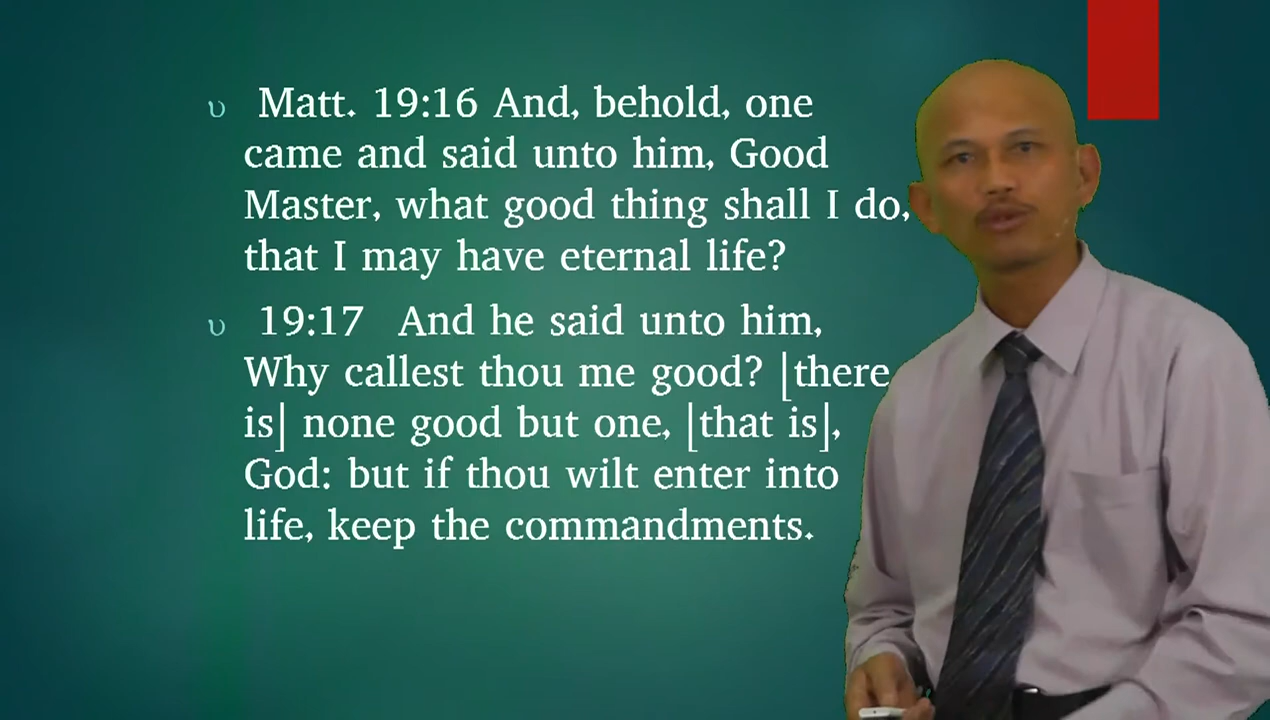 υ Matt. 19:16 And, behold, one
came and said unto him, Good
Master, what good thing shall I do,
that I may have eternal life?
υ 19:17 And he said unto him,
Why callest thou me good? [there
is] none good but one, [that is],
God: but if thou wilt enter into
life, keep the commandments.